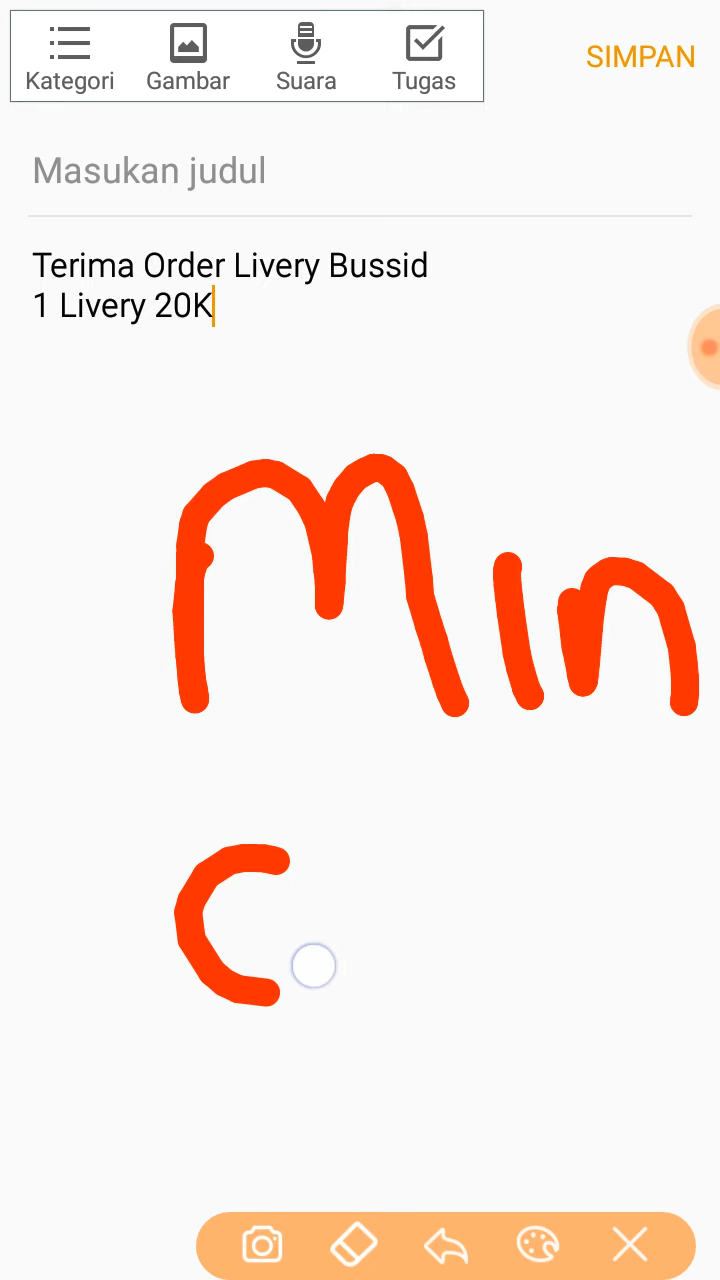 Kategori Gambar Suara Tugas SIMPAN
Masukan judul
Terima Order Livery Bussid
1 Livery 20K
Min
C